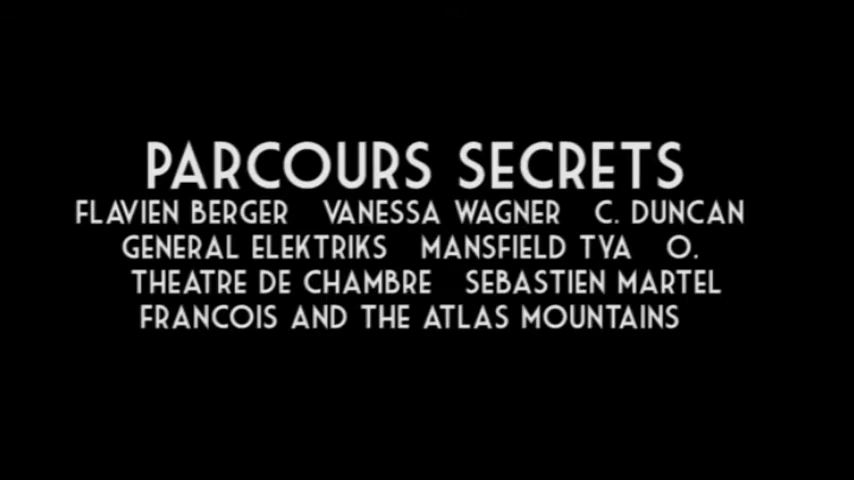 PARCOURS SECRETS
FLAVIEN BERGER VANESSA WAGNER C. DUNCAN
GENERAL ELEKTRIKS MANSFIELD TYA O.
THEATRE DE CHAMBRE SEBASTIEN MARTEL
FRANCOIS AND THE ATLAS MOUNTAINS